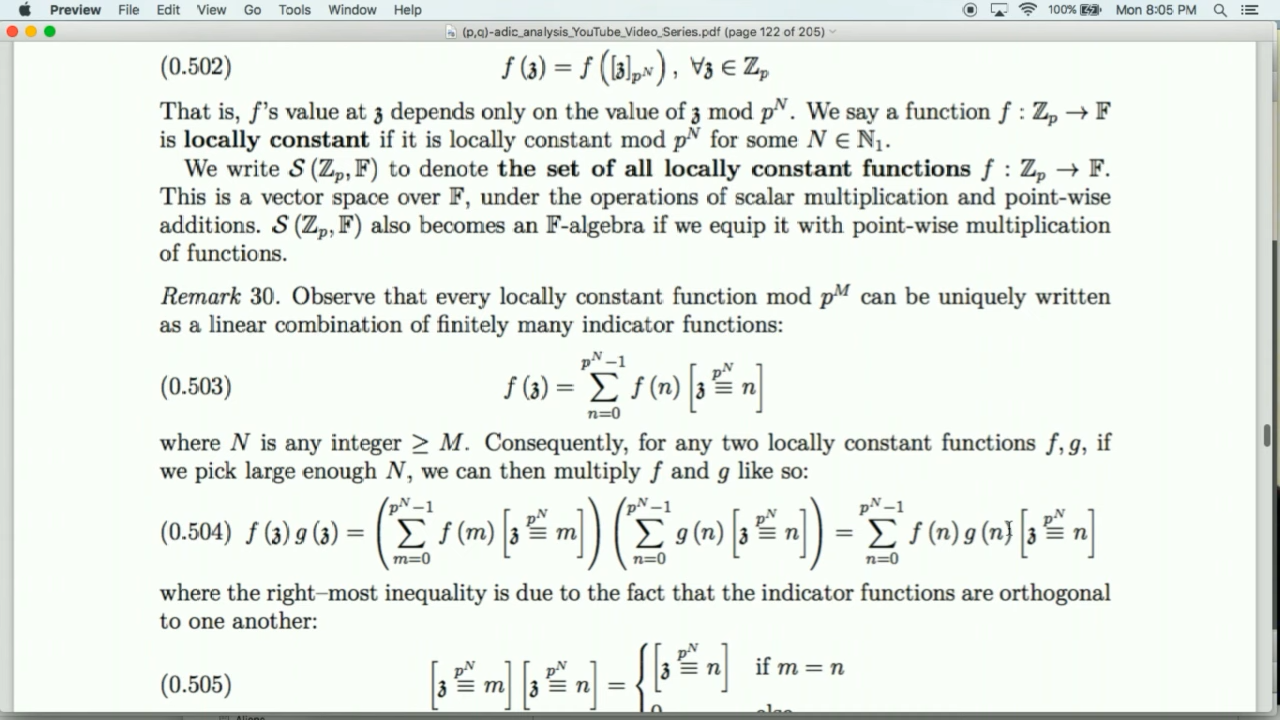 Preview File Edit View Go Tools Window Help 100% Mon 8:05 PM
(p,q)-adic_analysis_YouTube_Video_Series.pdf (page 122 of 205)
(0.502) f (𝔷) = f ([𝔷]_{p^N}) , ∀𝔷 ∈ ℤ_p
That is, f's value at 𝔷 depends only on the value of 𝔷 mod p^N. We say a function f : ℤ_p → 𝔽
is locally constant if it is locally constant mod p^N for some N ∈ ℕ_1.
We write 𝒮 (ℤ_p, 𝔽) to denote the set of all locally constant functions f : ℤ_p → 𝔽.
This is a vector space over 𝔽, under the operations of scalar multiplication and point-wise
additions. 𝒮 (ℤ_p, 𝔽) also becomes an 𝔽-algebra if we equip it with point-wise multiplication
of functions.
Remark 30. Observe that every locally constant function mod p^M can be uniquely written
as a linear combination of finitely many indicator functions:
(0.503) f (𝔷) = ∑_{n=0}^{p^N−1} f (n) [𝔷 ≡^{p^N} n]
where N is any integer ≥ M. Consequently, for any two locally constant functions f, g, if
we pick large enough N, we can then multiply f and g like so:
(0.504) f (𝔷) g (𝔷) = (∑_{m=0}^{p^N−1} f (m) [𝔷 ≡^{p^N} m]) (∑_{n=0}^{p^N−1} g (n) [𝔷 ≡^{p^N} n]) = ∑_{n=0}^{p^N−1} f (n) g (n) [𝔷 ≡^{p^N} n]
where the right–most inequality is due to the fact that the indicator functions are orthogonal
to one another:
(0.505) [𝔷 ≡^{p^N} m] [𝔷 ≡^{p^N} n] = { [𝔷 ≡^{p^N} n] if m = n
0 else